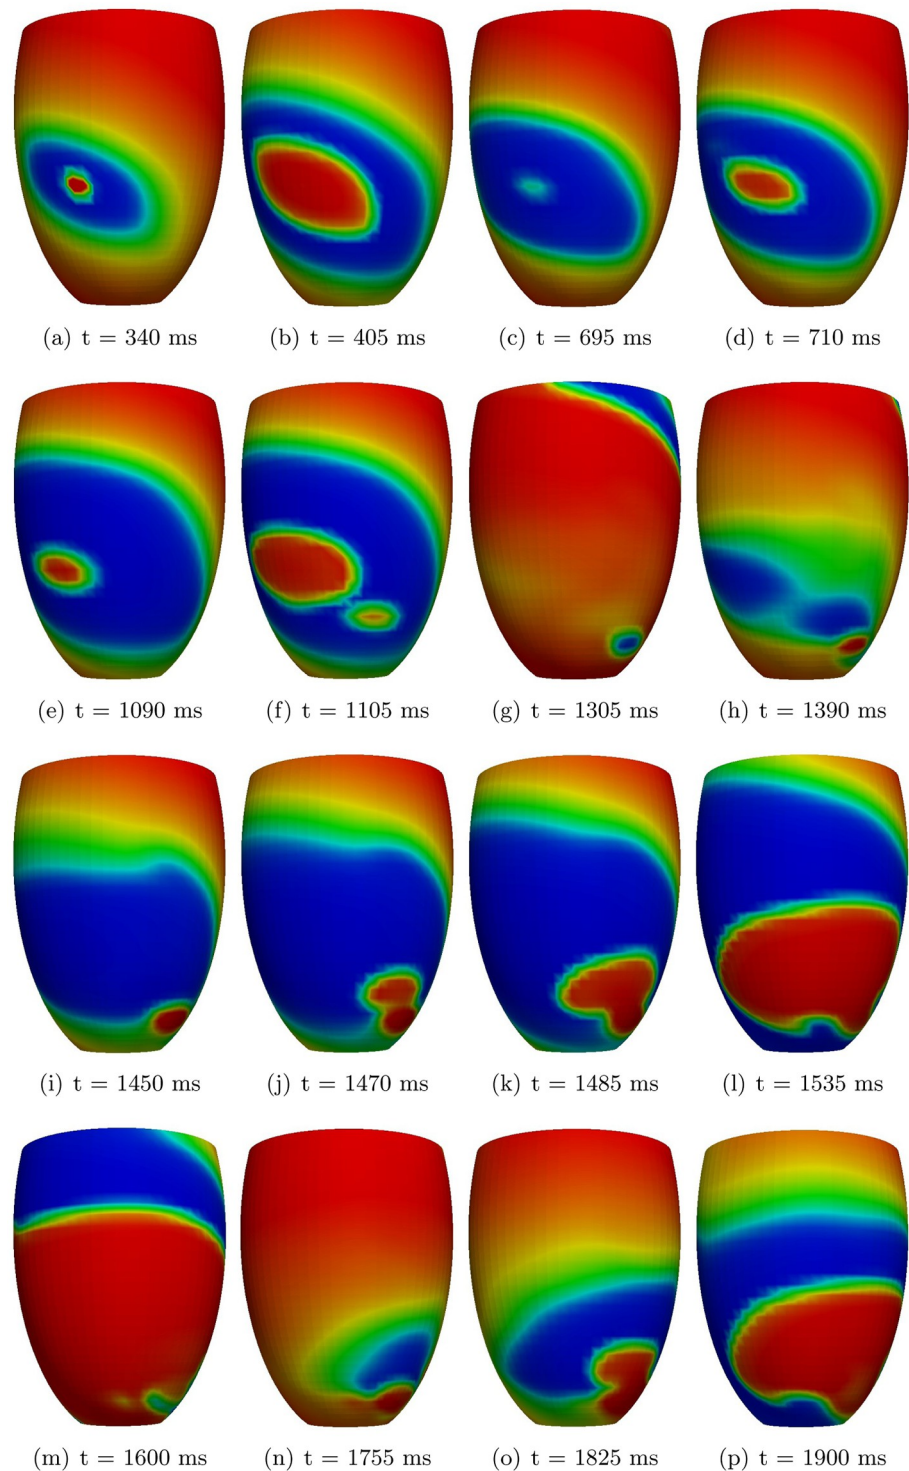 (a) t = 340 ms (b) t = 405 ms (c) t = 695 ms (d) t = 710 ms
(e) t = 1090 ms (f) t = 1105 ms (g) t = 1305 ms (h) t = 1390 ms
(i) t = 1450 ms (j) t = 1470 ms (k) t = 1485 ms (l) t = 1535 ms
(m) t = 1600 ms (n) t = 1755 ms (o) t = 1825 ms (p) t = 1900 ms